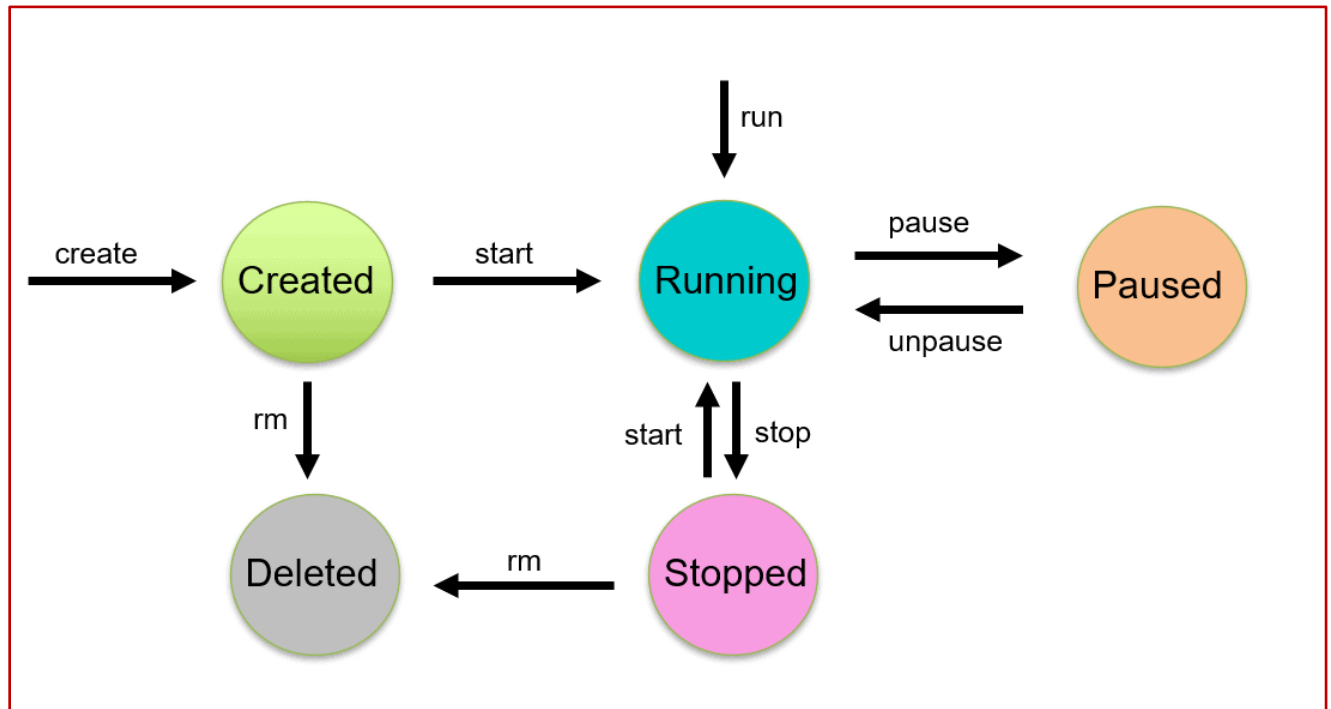 run
create
Created
start
Running
pause
unpause
Paused
rm
start
stop
Deleted
rm
Stopped